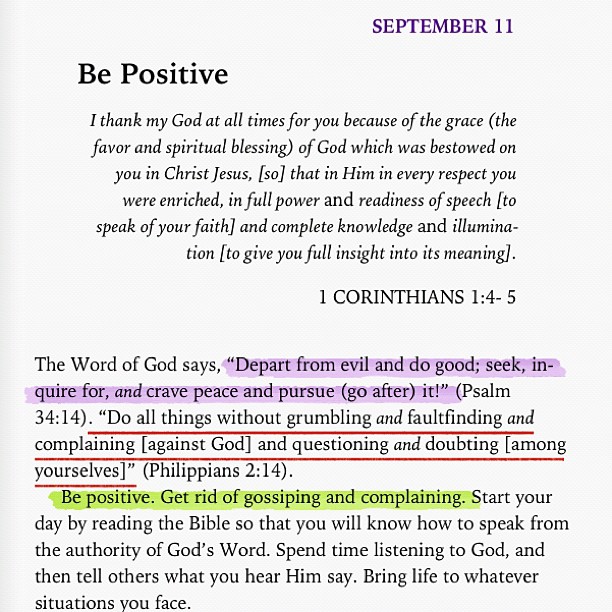 SEPTEMBER 11
Be Positive
I thank my God at all times for you because of the grace (the
favor and spiritual blessing) of God which was bestowed on
you in Christ Jesus, [so] that in Him in every respect you
were enriched, in full power and readiness of speech [to
speak of your faith] and complete knowledge and illumina-
tion [to give you full insight into its meaning].
1 CORINTHIANS 1:4- 5
The Word of God says, “Depart from evil and do good; seek, in-
quire for, and crave peace and pursue (go after) it!” (Psalm
34:14). “Do all things without grumbling and faultfinding and
complaining [against God] and questioning and doubting [among
yourselves]” (Philippians 2:14).
Be positive. Get rid of gossiping and complaining. Start your
day by reading the Bible so that you will know how to speak from
the authority of God’s Word. Spend time listening to God, and
then tell others what you hear Him say. Bring life to whatever
situations you face.